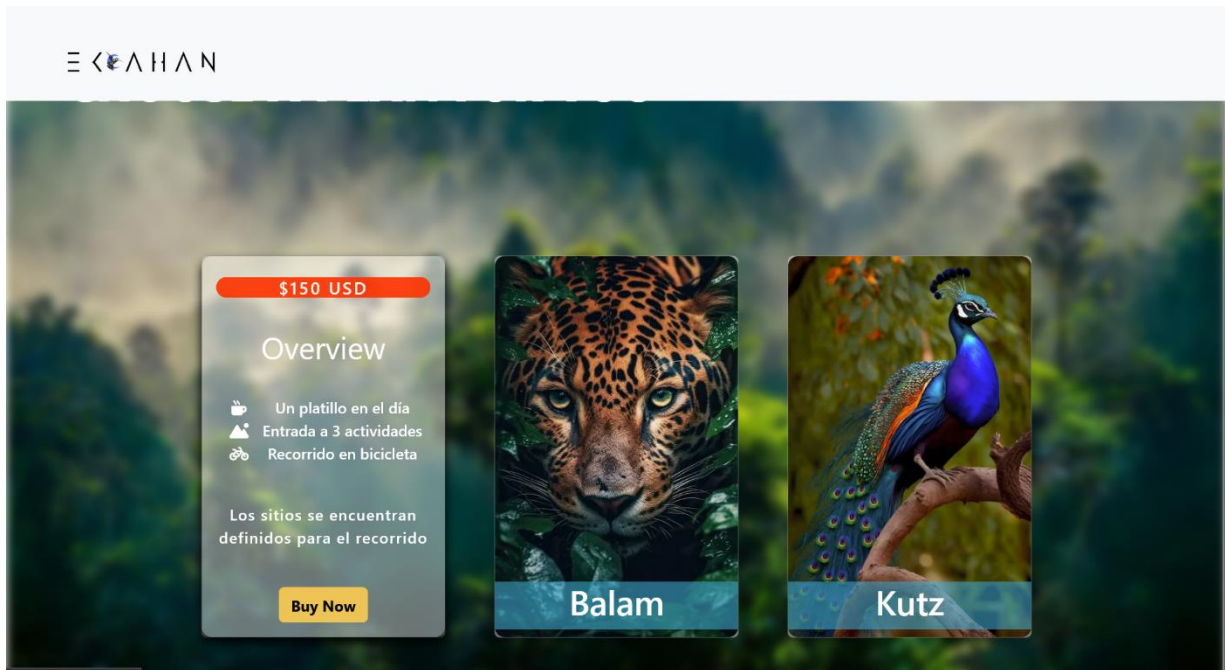 $150 USD
Overview
Un platillo en el día
Entrada a 3 actividades
Recorrido en bicicleta
Los sitios se encuentran
definidos para el recorrido
Buy Now
Balam
Kutz